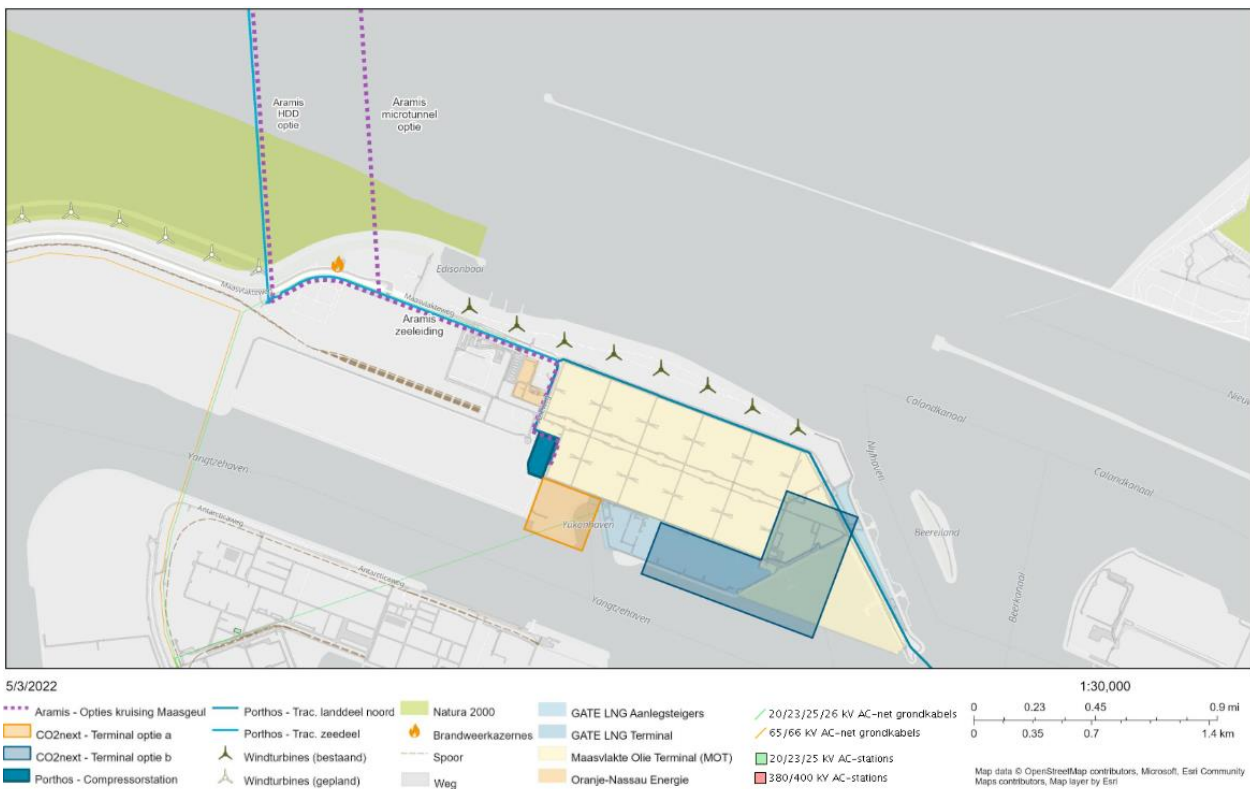 Aramis
HDD
optie
Aramis
microtunnel
optie
Edisonbaai
Maasvlakteweg
Maasvlakteweg
Aramis
zeeleiding
Calandkanaal
Nijlhaven
Calandkanaal
Yangtzehaven
Antarcticaweg
Yukonhaven
Beereiland
Antarcticaweg
Yangtzehaven
Beerkanaal
5/3/2022
1:30,000
Aramis - Opties kruising Maasgeul
CO2next - Terminal optie a
CO2next - Terminal optie b
Porthos - Compressorstation
Porthos - Trac. landdeel noord
Porthos - Trac. zeedeel
Windturbines (bestaand)
Windturbines (gepland)
Natura 2000
Brandweerkazernes
Spoor
Weg
GATE LNG Aanlegsteigers
GATE LNG Terminal
Maasvlakte Olie Terminal (MOT)
Oranje-Nassau Energie
20/23/25/26 kV AC-net grondkabels
65/66 kV AC-net grondkabels
20/23/25 kV AC-stations
380/400 kV AC-stations
0 0.23 0.45 0.9 mi
0 0.35 0.7 1.4 km
Map data © OpenStreetMap contributors, Microsoft, Esri Community
Maps contributors, Map layer by Esri